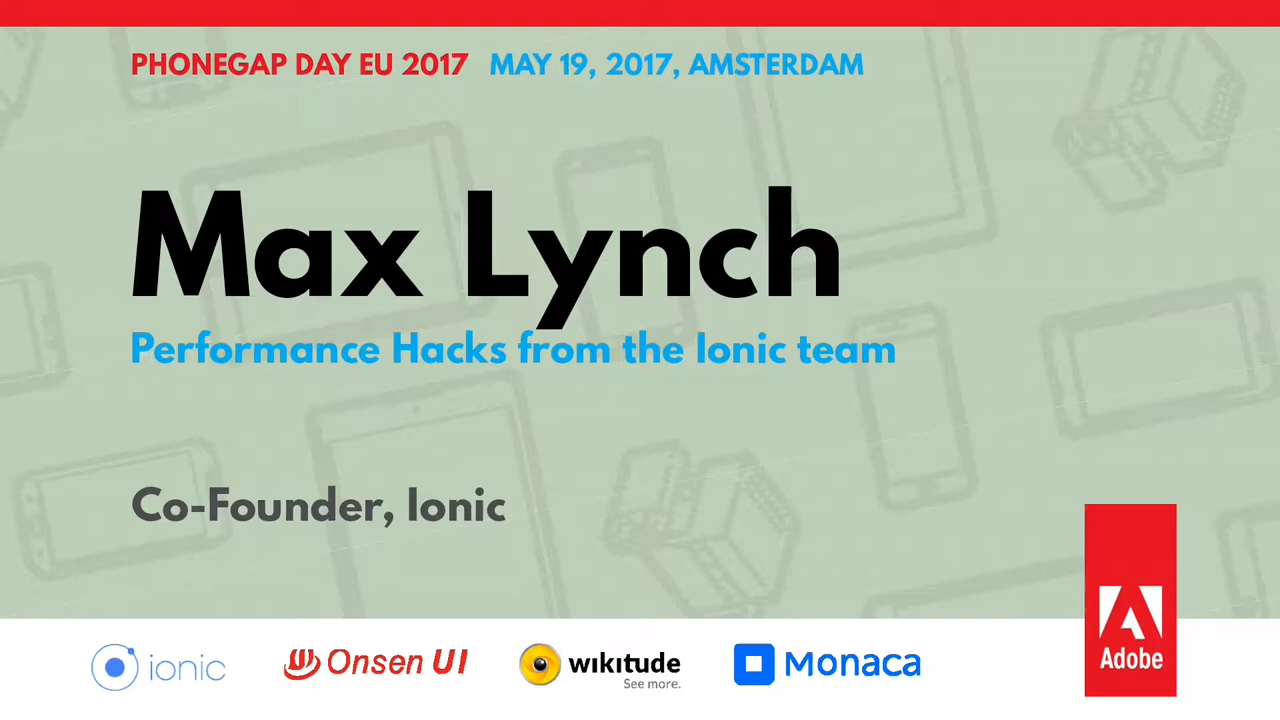 PHONEGAP DAY EU 2017 MAY 19, 2017, AMSTERDAM
Max Lynch
Performance Hacks from the Ionic team
Co-Founder, Ionic
ionic
Onsen UI
wikitude
See more.
Monaca
Adobe